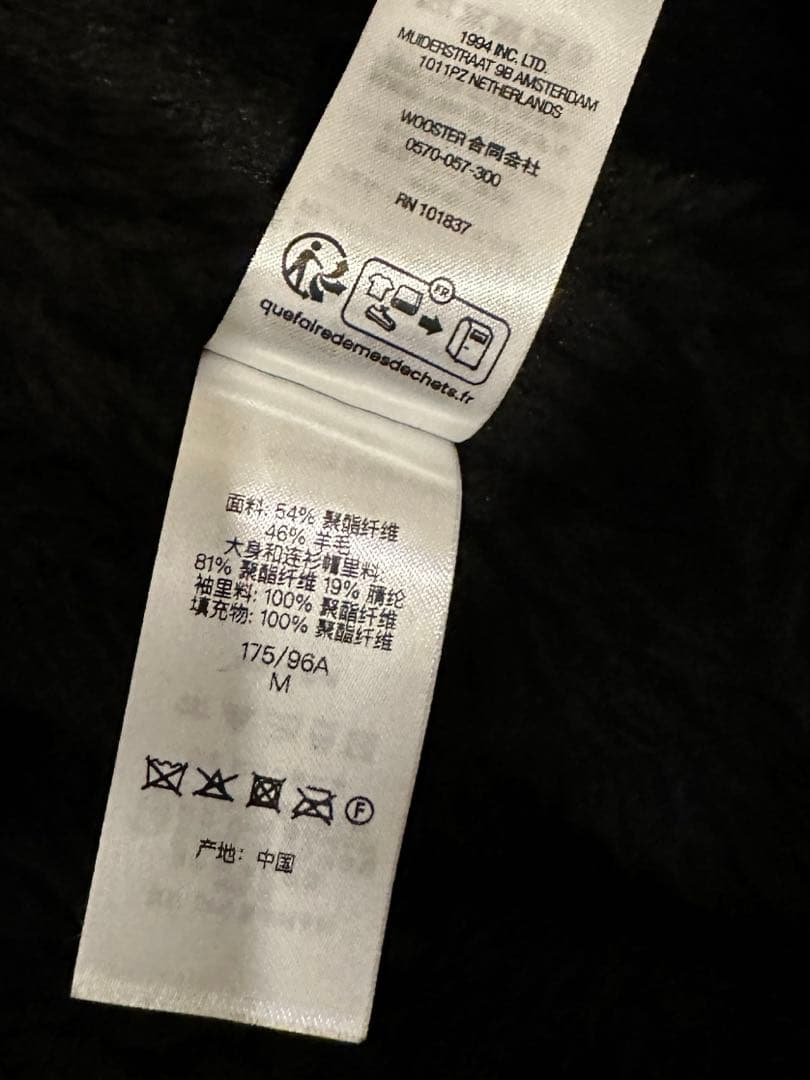 1994 INC. LTD.
MUIDERSTRAAT 9B AMSTERDAM
1011PZ NETHERLANDS
WOOSTER 合同会社
0570-057-300
RN 101837
FR
quefairedemesdechets.fr
面料: 54% 聚酯纤维
46% 羊毛
大身和连衫帽里料:
81% 聚酯纤维 19% 腈纶
袖里料: 100% 聚酯纤维
填充物: 100% 聚酯纤维
175/96A
M
F
产地: 中国